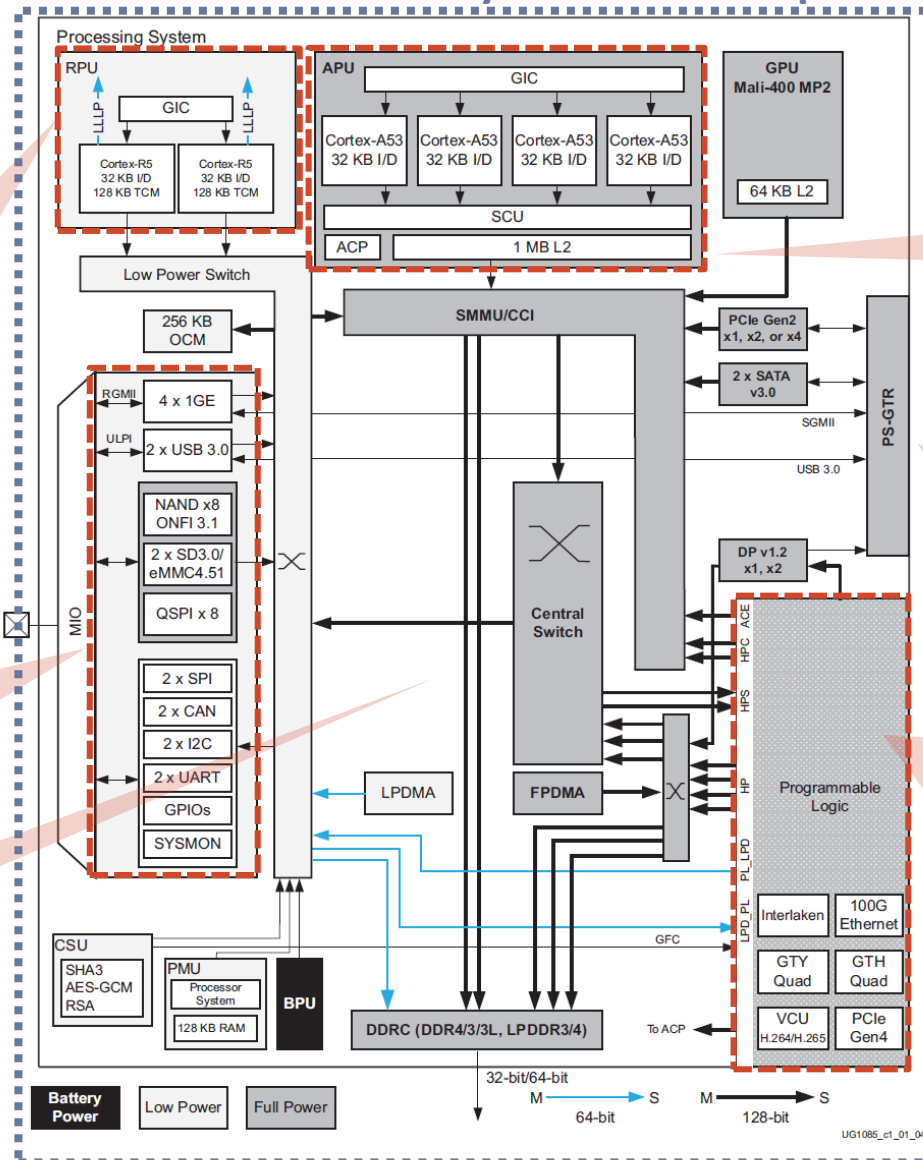 Processing System
RPU
LLLP
LLLP
GIC
Cortex-R5
32 KB I/D
128 KB TCM
Cortex-R5
32 KB I/D
128 KB TCM
APU
GIC
Cortex-A53
32 KB I/D
Cortex-A53
32 KB I/D
Cortex-A53
32 KB I/D
Cortex-A53
32 KB I/D
SCU
ACP
1 MB L2
GPU
Mali-400 MP2
64 KB L2
Low Power Switch
256 KB
OCM
SMMU/CCI
PCIe Gen2
x1, x2, or x4
2 x SATA
v3.0
SGMII
USB 3.0
PS-GTR
RGMII
4 x 1GE
ULPI
2 x USB 3.0
NAND x8
ONFI 3.1
2 x SD3.0/
eMMC4.51
QSPI x 8
MIO
2 x SPI
2 x CAN
2 x I2C
2 x UART
GPIOs
SYSMON
Central
Switch
DP v1.2
x1, x2
ACE
HPC
HPS
HP
PL_LPD
LPD_PL
LPDMA
FPDMA
Programmable
Logic
Interlaken
100G
Ethernet
GTY
Quad
GTH
Quad
VCU
H.264/H.265
PCIe
Gen4
GFC
To ACP
CSU
SHA3
AES-GCM
RSA
PMU
Processor
System
128 KB RAM
BPU
DDRC (DDR4/3/3L, LPDDR3/4)
32-bit/64-bit
Battery
Power
Low Power
Full Power
M S
64-bit
M S
128-bit
UG1085_c1_01_04